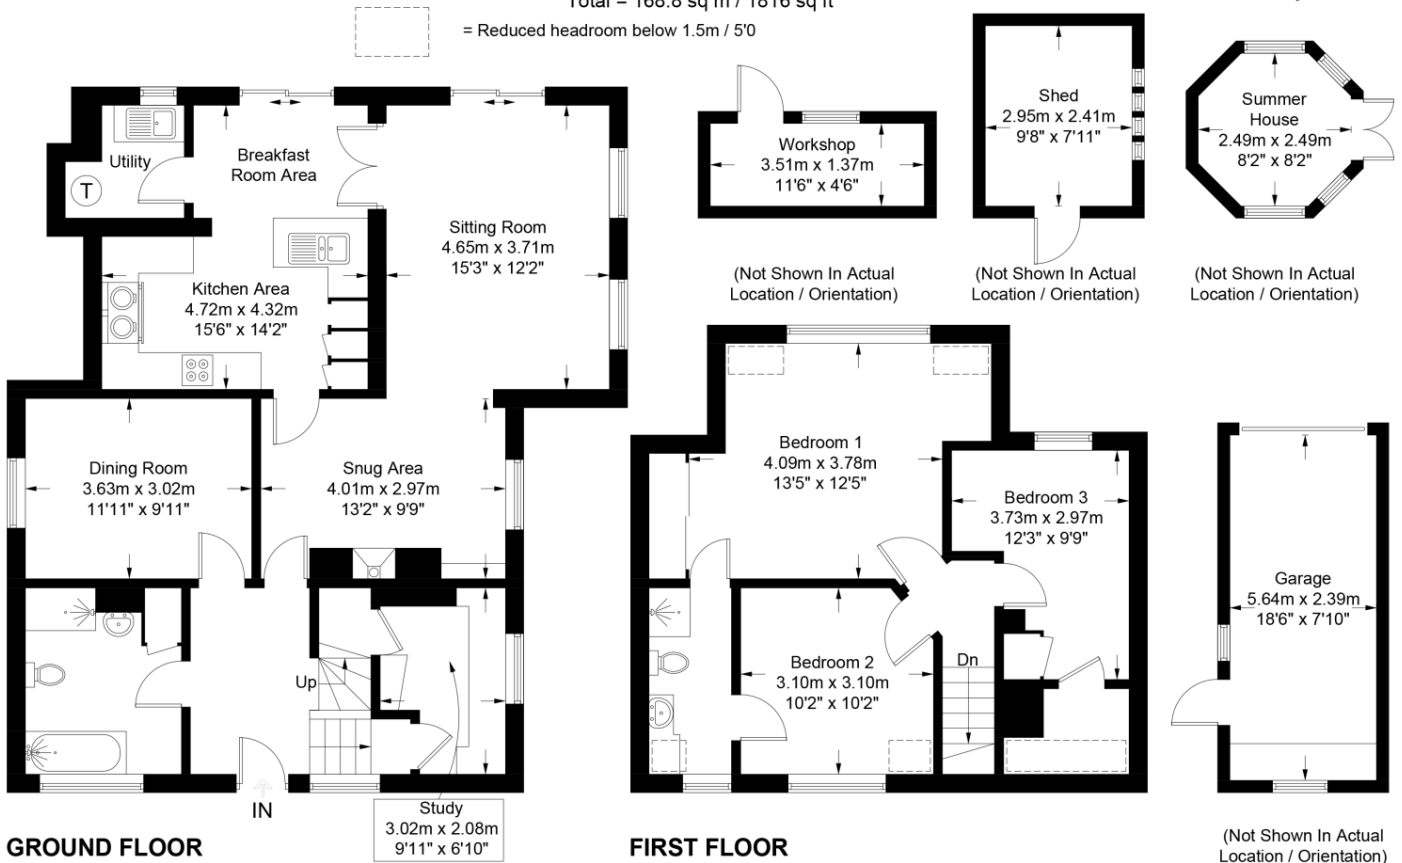 Total = 168.8 sq m / 1816 sq ft
= Reduced headroom below 1.5m / 5'0
Shed
2.95m x 2.41m
9'8" x 7'11"
Summer
House
2.49m x 2.49m
8'2" x 8'2"
Workshop
3.51m x 1.37m
11'6" x 4'6"
Utility
T
Breakfast
Room Area
Sitting Room
4.65m x 3.71m
15'3" x 12'2"
(Not Shown In Actual
Location / Orientation)
(Not Shown In Actual
Location / Orientation)
(Not Shown In Actual
Location / Orientation)
Kitchen Area
4.72m x 4.32m
15'6" x 14'2"
Dining Room
3.63m x 3.02m
11'11" x 9'11"
Snug Area
4.01m x 2.97m
13'2" x 9'9"
Bedroom 1
4.09m x 3.78m
13'5" x 12'5"
Bedroom 3
3.73m x 2.97m
12'3" x 9'9"
Garage
5.64m x 2.39m
18'6" x 7'10"
Up
Bedroom 2
3.10m x 3.10m
10'2" x 10'2"
Dn
IN
Study
3.02m x 2.08m
9'11" x 6'10"
GROUND FLOOR
FIRST FLOOR
(Not Shown In Actual
Location / Orientation)